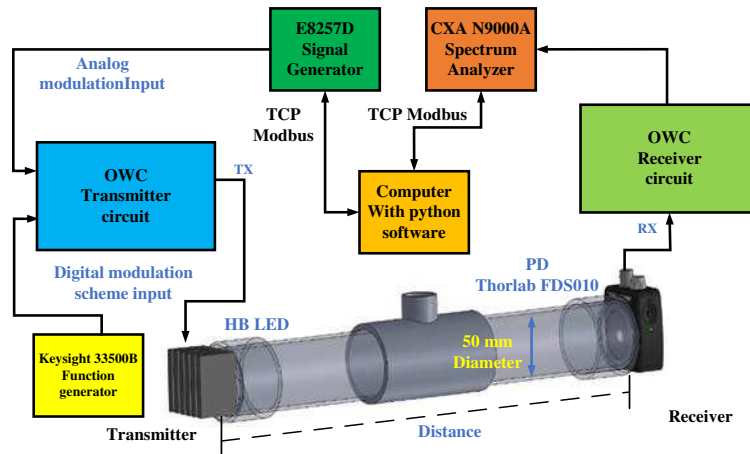 E8257D
Signal
Generator
CXA N9000A
Spectrum
Analyzer
Analog
modulationInput
TCP
Modbus
TCP Modbus
OWC
Transmitter
circuit
TX
Computer
With python
software
OWC
Receiver
circuit
RX
Digital modulation
scheme input
PD
Thorlab FDS010
HB LED
50 mm
Diameter
Keysight 33500B
Function
generator
Transmitter
Distance
Receiver